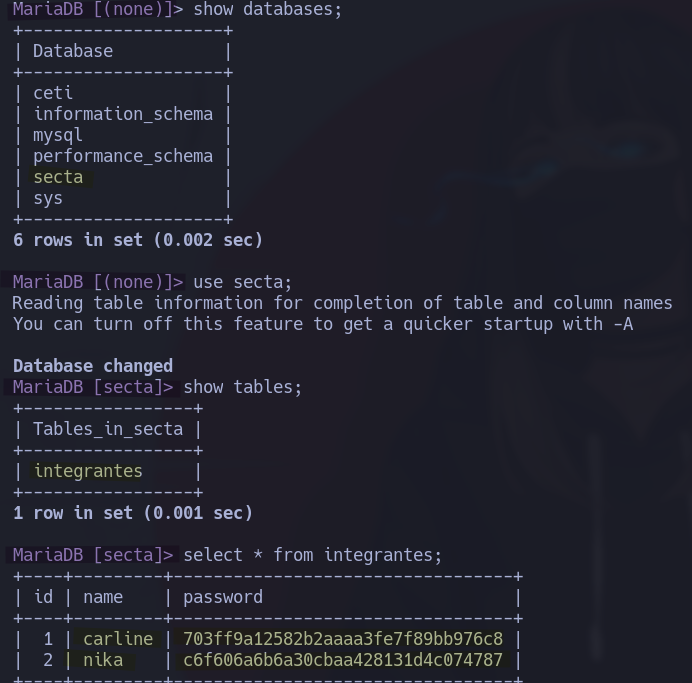 MariaDB [(none)]> show databases;
+--------------------+
| Database           |
+--------------------+
| ceti               |
| information_schema |
| mysql              |
| performance_schema |
| secta              |
| sys                |
+--------------------+
6 rows in set (0.002 sec)
MariaDB [(none)]> use secta;
Reading table information for completion of table and column names
You can turn off this feature to get a quicker startup with -A
Database changed
MariaDB [secta]> show tables;
+-----------------+
| Tables_in_secta |
+-----------------+
| integrantes     |
+-----------------+
1 row in set (0.001 sec)
MariaDB [secta]> select * from integrantes;
+----+---------+----------------------------------+
| id | name    | password                         |
+----+---------+----------------------------------+
|  1 | carline | 703ff9a12582b2aaaa3fe7f89bb976c8 |
|  2 | nika    | c6f606a6b6a30cbaa428131d4c074787 |
+----+---------+----------------------------------+